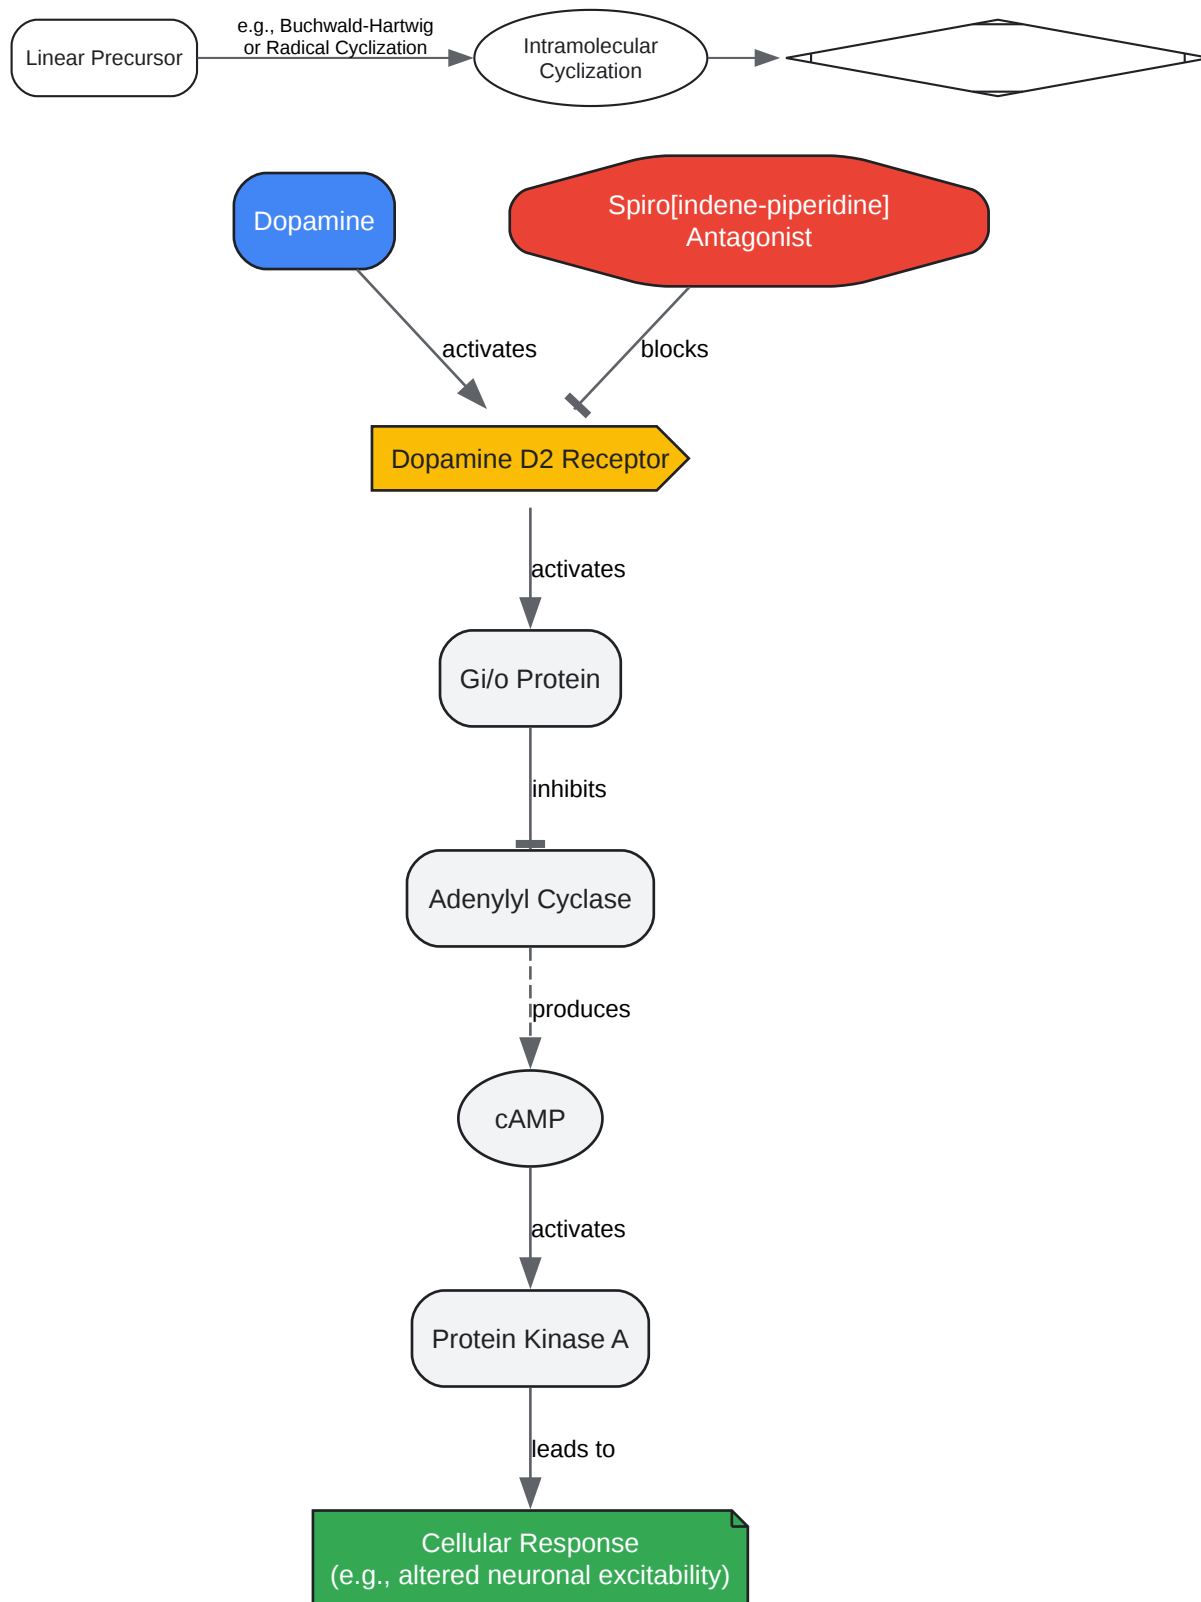 Linear Precursor
e.g., Buchwald-Hartwig
or Radical Cyclization
Intramolecular
Cyclization
Dopamine
Spiro[indene-piperidine]
Antagonist
activates
blocks
Dopamine D2 Receptor
activates
Gi/o Protein
inhibits
Adenylyl Cyclase
produces
cAMP
activates
Protein Kinase A
leads to
Cellular Response
(e.g., altered neuronal excitability)